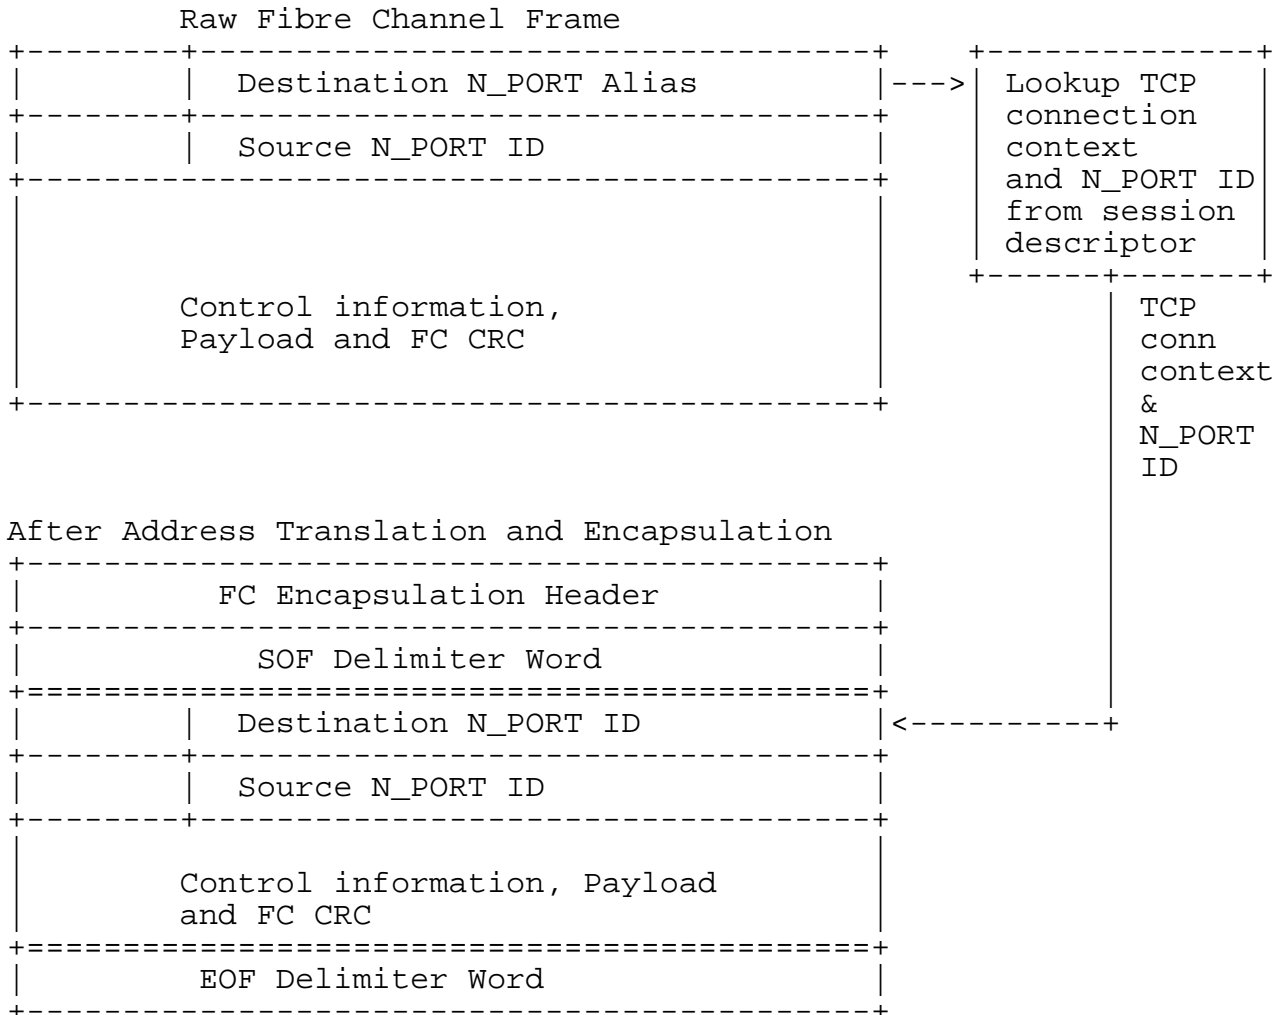 Raw Fibre Channel Frame
Destination N_PORT Alias
Source N_PORT ID
Control information,
Payload and FC CRC
Lookup TCP
connection
context
and N_PORT ID
from session
descriptor
TCP
conn
context
&
N_PORT
ID
After Address Translation and Encapsulation
FC Encapsulation Header
SOF Delimiter Word
Destination N_PORT ID
Source N_PORT ID
Control information, Payload
and FC CRC
EOF Delimiter Word